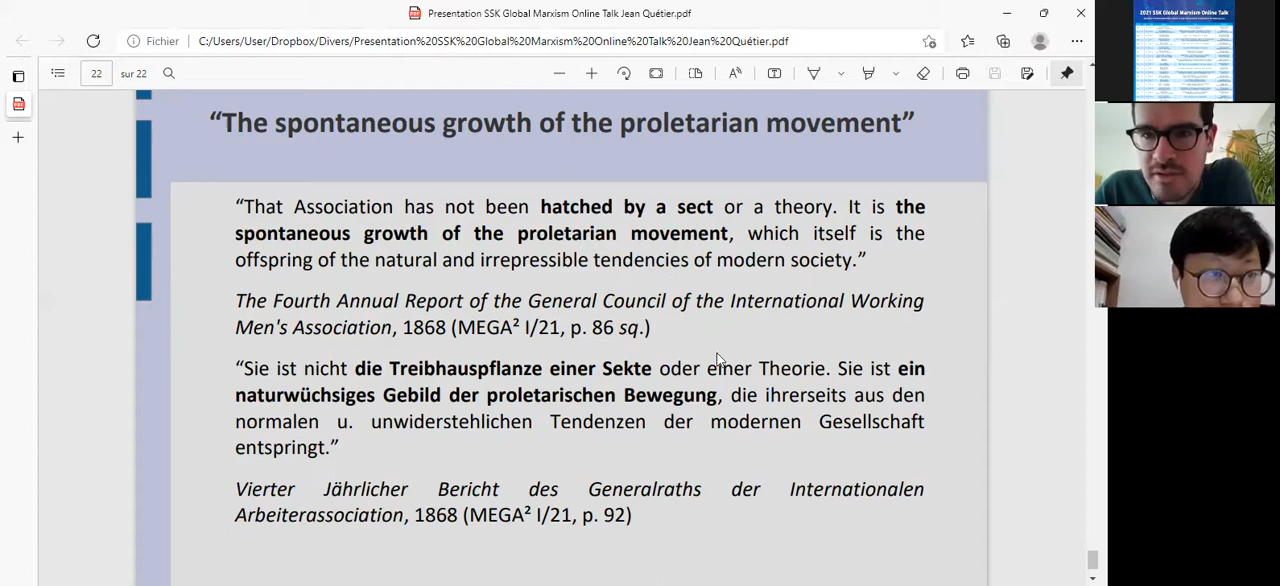 Presentation SSK Global Marxism Online Talk Jean Quétier.pdf
Fichier
C:/Users/User/Dropbox/Divers/Presentation%20SSK%20Global%20Marxism%20Online%20Talk%20Jean%20Quétier.pdf
22 sur 22
2021 SSK Global Marxism Online Talk
“The spontaneous growth of the proletarian movement”
“That Association has not been hatched by a sect or a theory. It is the
spontaneous growth of the proletarian movement, which itself is the
offspring of the natural and irrepressible tendencies of modern society.”
The Fourth Annual Report of the General Council of the International Working
Men's Association, 1868 (MEGA² I/21, p. 86 sq.)
“Sie ist nicht die Treibhauspflanze einer Sekte oder einer Theorie. Sie ist ein
naturwüchsiges Gebild der proletarischen Bewegung, die ihrerseits aus den
normalen u. unwiderstehlichen Tendenzen der modernen Gesellschaft
entspringt.”
Vierter Jährlicher Bericht des Generalraths der Internationalen
Arbeiterassociation, 1868 (MEGA² I/21, p. 92)